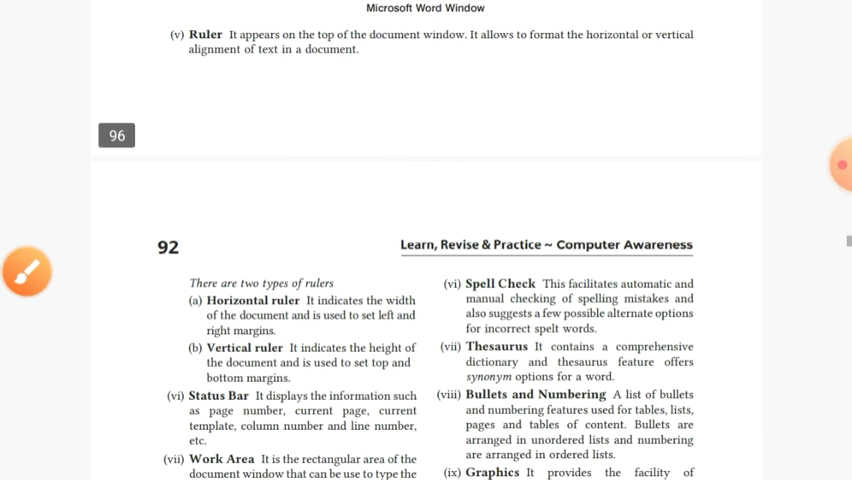 Microsoft Word Window
(v) Ruler It appears on the top of the document window. It allows to format the horizontal or vertical
alignment of text in a document.
96
92
Learn, Revise & Practice ~ Computer Awareness
There are two types of rulers
(a) Horizontal ruler It indicates the width
of the document and is used to set left and
right margins.
(b) Vertical ruler It indicates the height of
the document and is used to set top and
bottom margins.
(vi) Status Bar It displays the information such
as page number, current page, current
template, column number and line number,
etc.
(vii) Work Area It is the rectangular area of the
document window that can be use to type the
(vi) Spell Check This facilitates automatic and
manual checking of spelling mistakes and
also suggests a few possible alternate options
for incorrect spelt words.
(vii) Thesaurus It contains a comprehensive
dictionary and thesaurus feature offers
synonym options for a word.
(viii) Bullets and Numbering A list of bullets
and numbering features used for tables, lists,
pages and tables of content. Bullets are
arranged in unordered lists and numbering
are arranged in ordered lists.
(ix) Graphics It provides the facility of